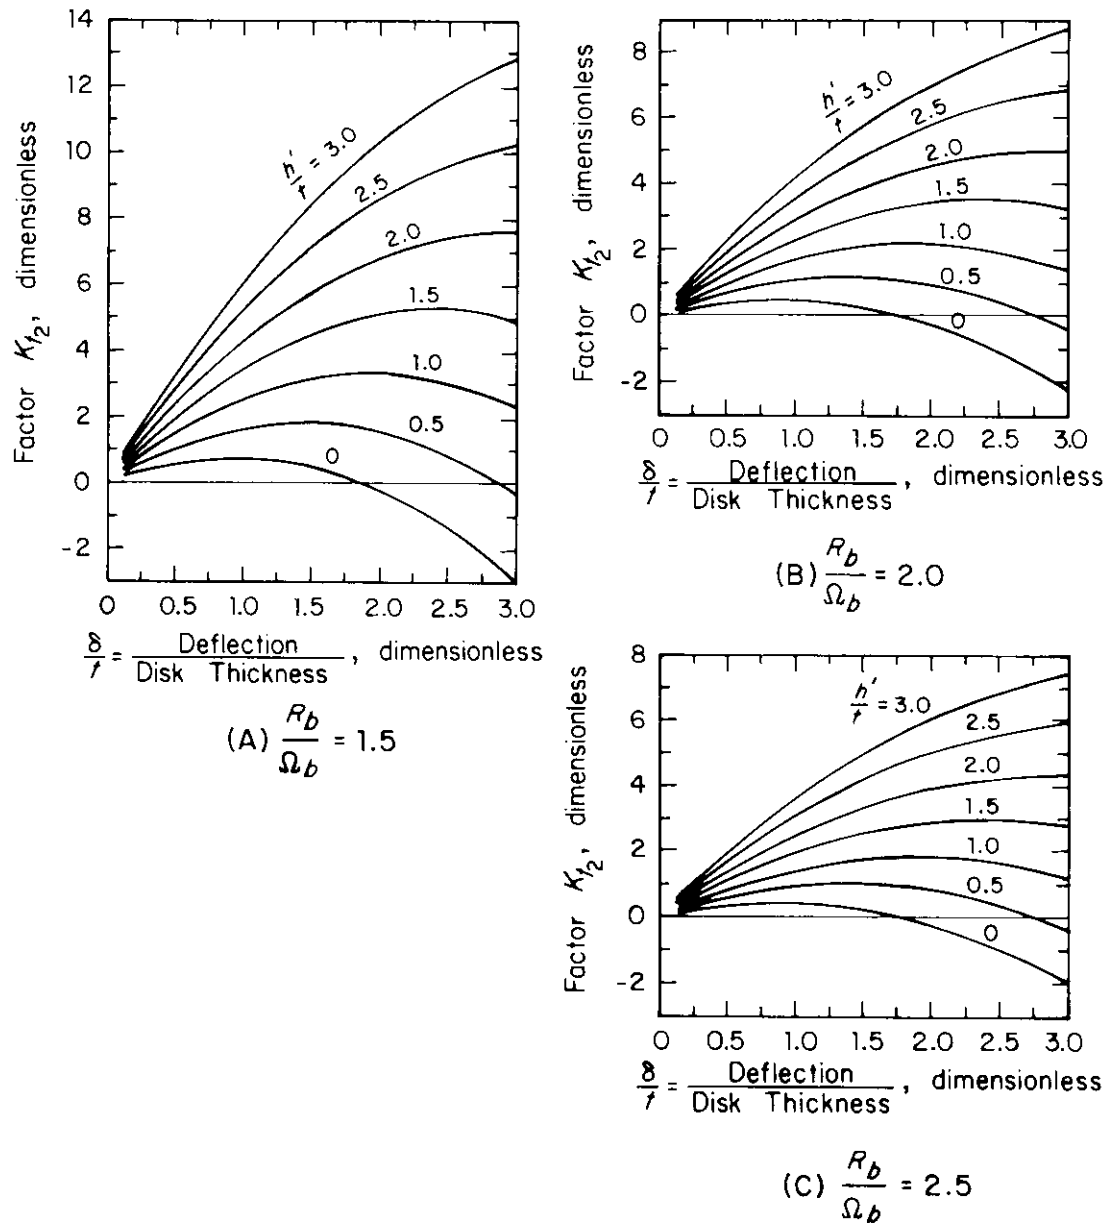 14
12
10
8
6
4
2
0
-2
Factor K_{t_2}, dimensionless
h'/t = 3.0
2.5
2.0
1.5
1.0
0.5
0
0 0.5 1.0 1.5 2.0 2.5 3.0
δ/t = Deflection/Disk Thickness, dimensionless
(A) R_b/Ω_b = 1.5
8
6
4
2
0
-2
Factor K_{t_2}, dimensionless
h'/t = 3.0
2.5
2.0
1.5
1.0
0.5
0
0 0.5 1.0 1.5 2.0 2.5 3.0
δ/t = Deflection/Disk Thickness, dimensionless
(B) R_b/Ω_b = 2.0
8
6
4
2
0
-2
Factor K_{t_2}, dimensionless
h'/t = 3.0
2.5
2.0
1.5
1.0
0.5
0
0 0.5 1.0 1.5 2.0 2.5 3.0
δ/t = Deflection/Disk Thickness, dimensionless
(C) R_b/Ω_b = 2.5